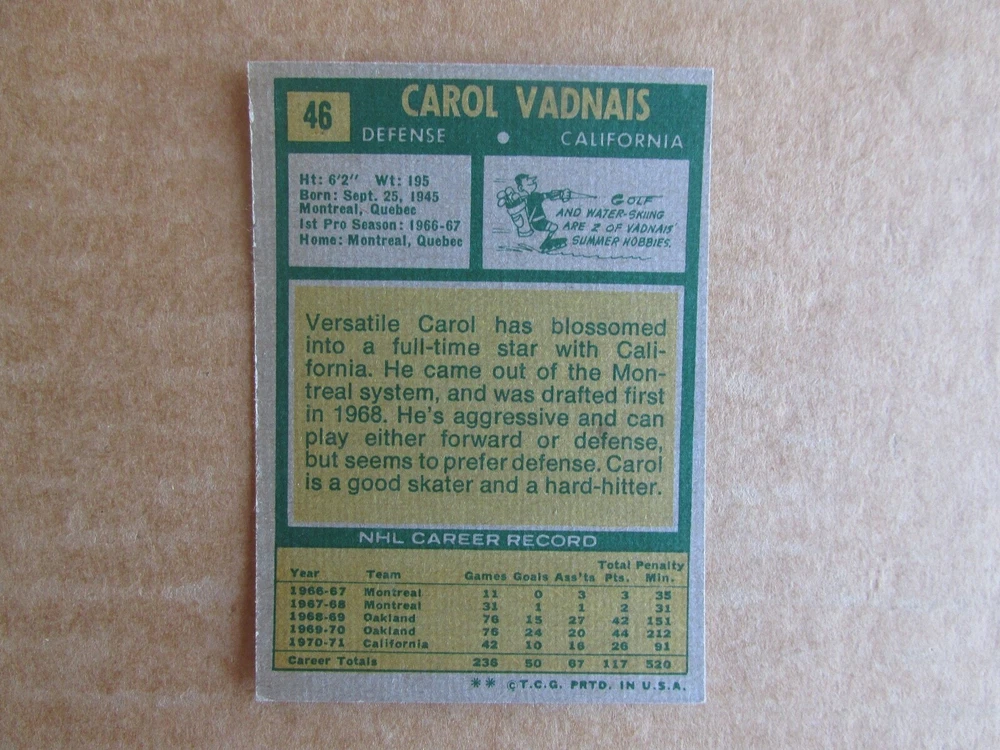 46
CAROL VADNAIS
DEFENSE • CALIFORNIA
Ht: 6'2" Wt: 195
Born: Sept. 25, 1945
Montreal, Quebec
1st Pro Season: 1966-67
Home: Montreal, Quebec
GOLF
AND WATER-SKIING
ARE 2 OF VADNAIS'
SUMMER HOBBIES.
Versatile Carol has blossomed
into a full-time star with Cali-
fornia. He came out of the Mon-
treal system, and was drafted first
in 1968. He's aggressive and can
play either forward or defense,
but seems to prefer defense. Carol
is a good skater and a hard-hitter.
NHL CAREER RECORD
Total Penalty
Year Team Games Goals Ass'ts Pts. Min.
1966-67 Montreal 11 0 3 3 35
1967-68 Montreal 31 1 1 2 31
1968-69 Oakland 76 15 27 42 151
1969-70 Oakland 76 24 20 44 212
1970-71 California 42 10 16 26 91
Career Totals 236 50 67 117 520
** ©T.C.G. PRTD. IN U.S.A.